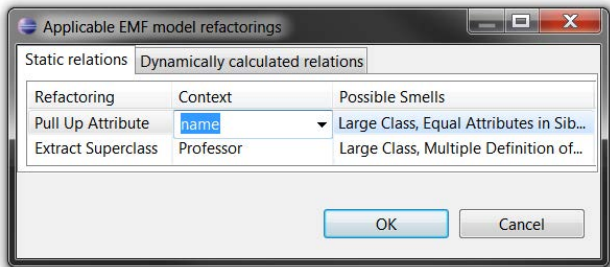 Applicable EMF model refactorings
Static relations Dynamically calculated relations
Refactoring Context Possible Smells
Pull Up Attribute name Large Class, Equal Attributes in Sib...
Extract Superclass Professor Large Class, Multiple Definition of...
OK Cancel